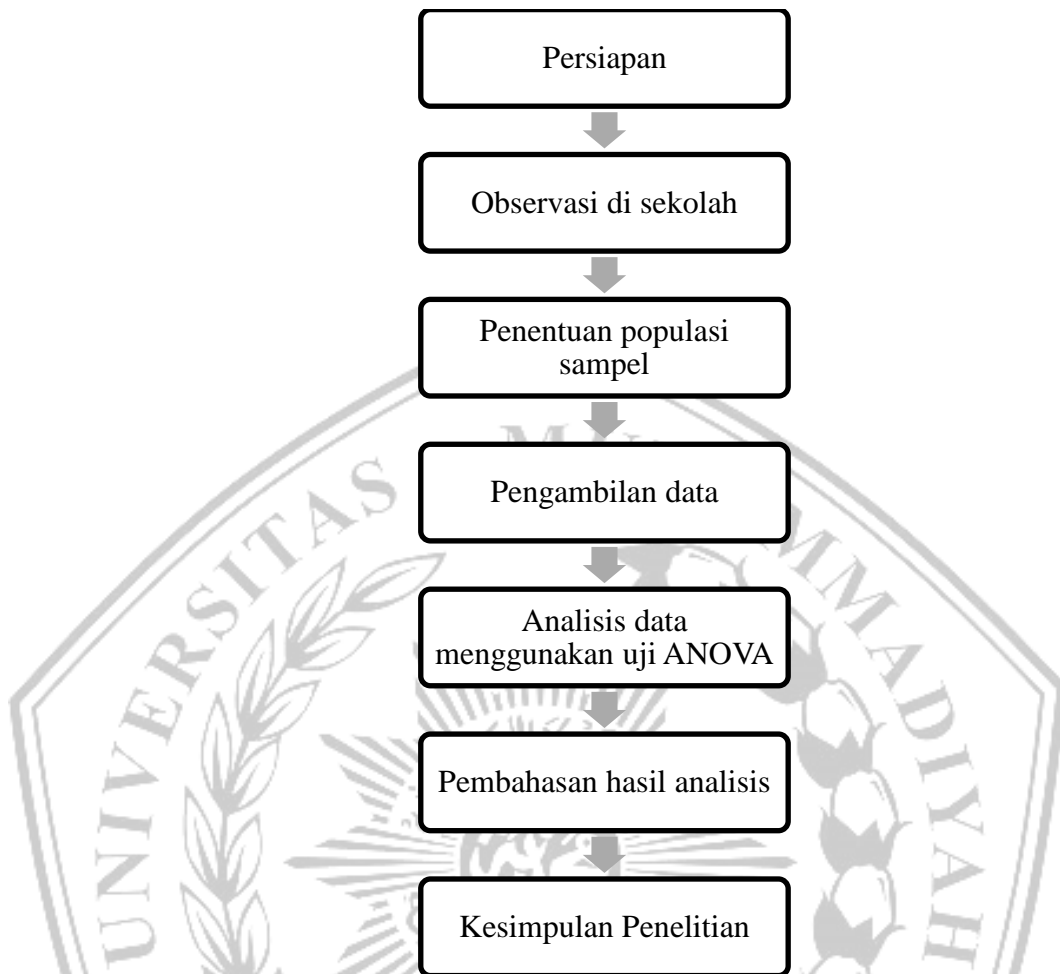 Persiapan
Observasi di sekolah
Penentuan populasi
sampel
Pengambilan data
Analisis data
menggunakan uji ANOVA
Pembahasan hasil analisis
Kesimpulan Penelitian
UNIVERSITAS